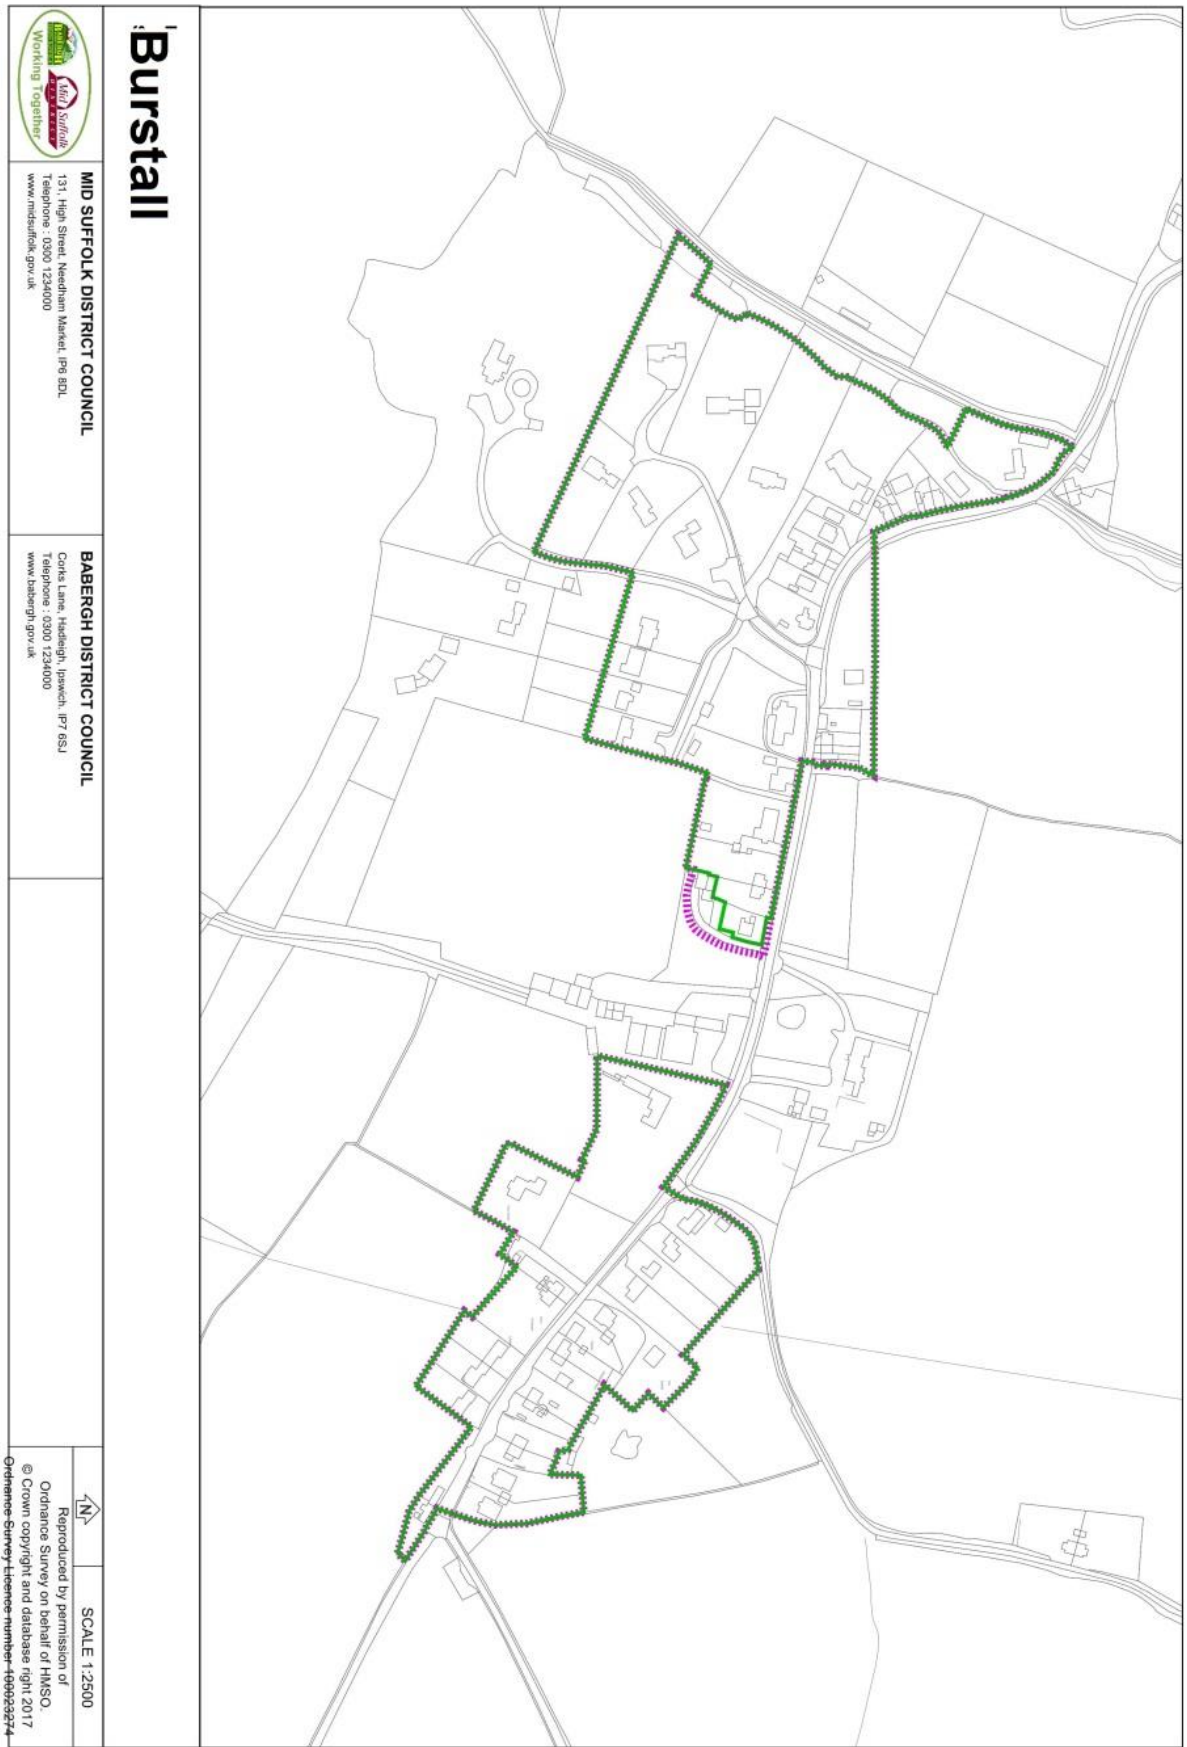 Burstall
BABERGH
Mid Suffolk
DISTRICT
Working Together
MID SUFFOLK DISTRICT COUNCIL
131, High Street, Needham Market, IP6 8DL
Telephone : 0300 1234000
www.midsuffolk.gov.uk
BABERGH DISTRICT COUNCIL
Corks Lane, Hadleigh, Ipswich, IP7 6SJ
Telephone : 0300 1234000
www.babergh.gov.uk
N
SCALE 1:2500
Reproduced by permission of
Ordnance Survey on behalf of HMSO.
© Crown copyright and database right 2017
Ordnance Survey Licence number 100023274